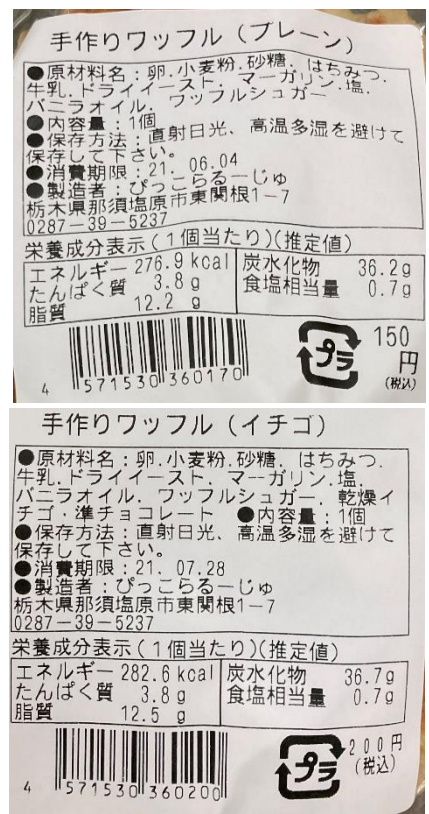 手作りワッフル（プレーン）
●原材料名：卵.小麦粉.砂糖. はちみつ.
牛乳.ドライイースト. マーガリン.塩.
バニラオイル. ワッフルシュガー
●内容量：1個
●保存方法：直射日光、高温多湿を避けて
保存して下さい。
●消費期限：21. 06.04
●製造者：ぴっこらるーじゅ
栃木県那須塩原市東関根1－7
0287－39－5237
栄養成分表示(１個当たり)(推定値)
エネルギー 276.9 kcal 炭水化物 36.2g
たんぱく質 3.8 g 食塩相当量 0.7g
脂質 12.2 g
プラ
150
円
(税込)
4 571530 360170
手作りワッフル（イチゴ）
●原材料名：卵.小麦粉.砂糖. はちみつ.
牛乳.ドライイースト. マーガリン.塩.
バニラオイル. ワッフルシュガー. 乾燥イ
チゴ・準チョコレート ●内容量：1個
●保存方法：直射日光、高温多湿を避けて
保存して下さい。
●消費期限：21. 07.28
●製造者：ぴっこらるーじゅ
栃木県那須塩原市東関根1－7
0287－39－5237
栄養成分表示(１個当たり)(推定値)
エネルギー 282.6 kcal 炭水化物 36.7g
たんぱく質 3.8 g 食塩相当量 0.7g
脂質 12.5 g
プラ
200円
(税込)
4 571530 360200